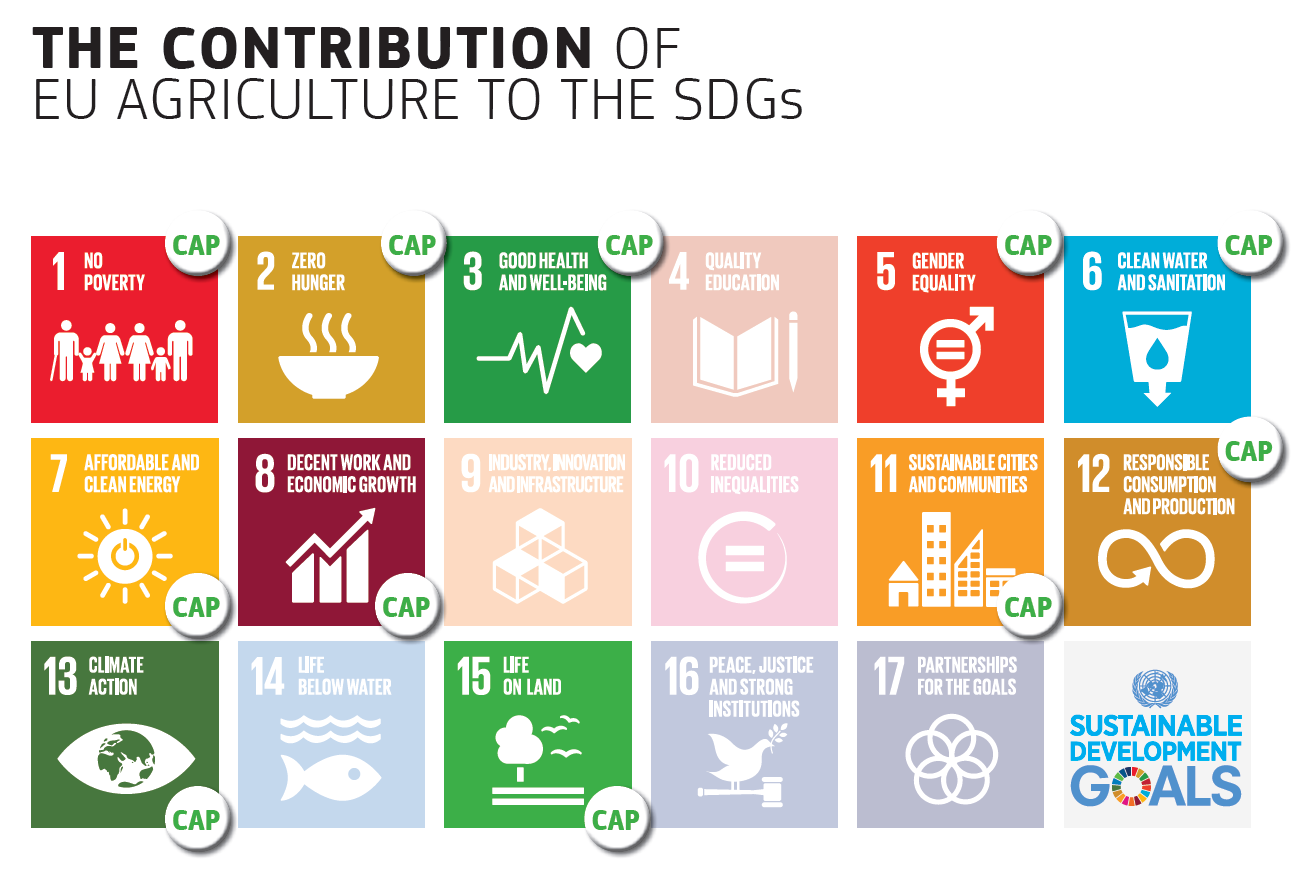 THE CONTRIBUTION OF
EU AGRICULTURE TO THE SDGs
1 NO
POVERTY
CAP
2 ZERO
HUNGER
CAP
3 GOOD HEALTH
AND WELL-BEING
CAP
4 QUALITY
EDUCATION
5 GENDER
EQUALITY
CAP
6 CLEAN WATER
AND SANITATION
CAP
7 AFFORDABLE AND
CLEAN ENERGY
CAP
8 DECENT WORK AND
ECONOMIC GROWTH
CAP
9 INDUSTRY, INNOVATION
AND INFRASTRUCTURE
10 REDUCED
INEQUALITIES
11 SUSTAINABLE CITIES
AND COMMUNITIES
CAP
12 RESPONSIBLE
CONSUMPTION
AND PRODUCTION
CAP
13 CLIMATE
ACTION
CAP
14 LIFE
BELOW WATER
15 LIFE
ON LAND
CAP
16 PEACE, JUSTICE
AND STRONG
INSTITUTIONS
17 PARTNERSHIPS
FOR THE GOALS
SUSTAINABLE
DEVELOPMENT
GOALS